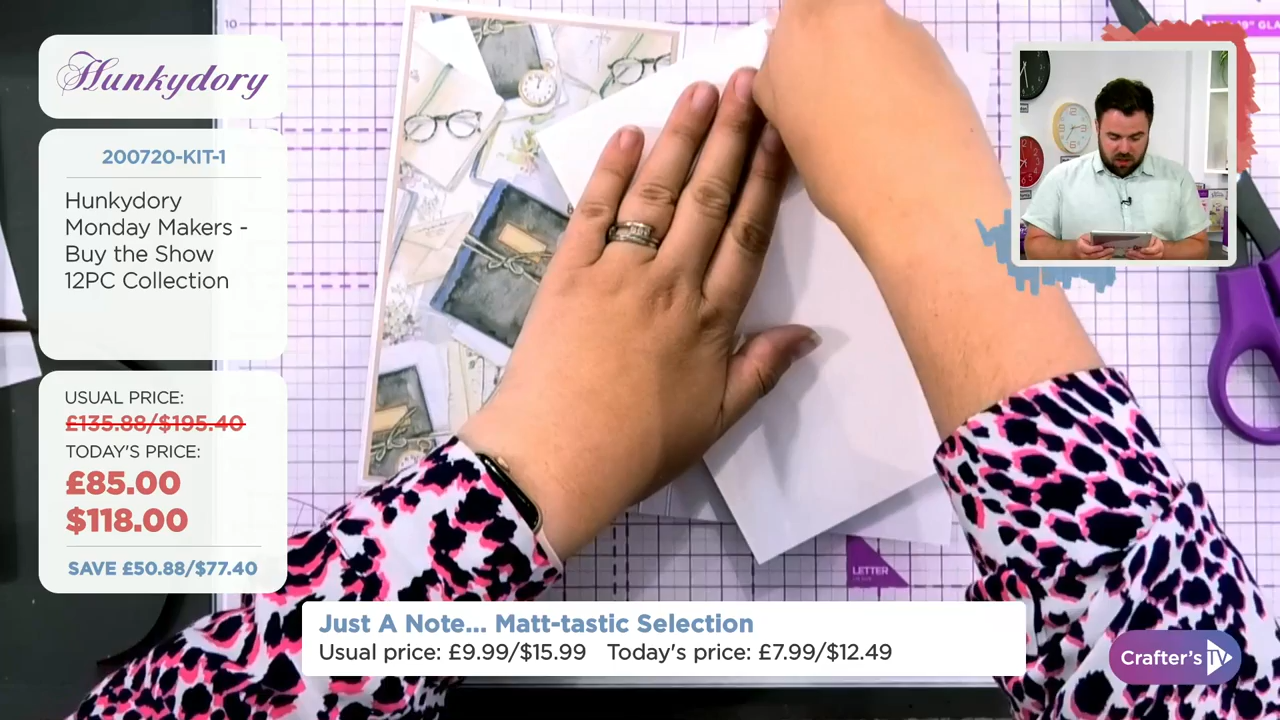 Hunkydory
200720-KIT-1
Hunkydory
Monday Makers -
Buy the Show
12PC Collection
USUAL PRICE:
£135.88/$195.40
TODAY'S PRICE:
£85.00
$118.00
SAVE £50.88/$77.40
10
LETTER
Just A Note... Matt-tastic Selection
Usual price: £9.99/$15.99 Today's price: £7.99/$12.49
Crafter's TV